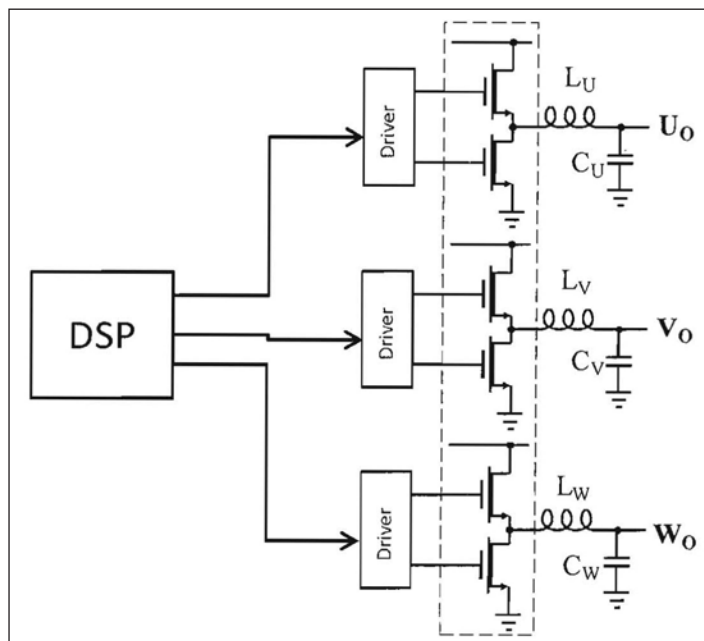 Driver
L_U
U_O
C_U
DSP
Driver
L_V
V_O
C_V
Driver
L_W
W_O
C_W